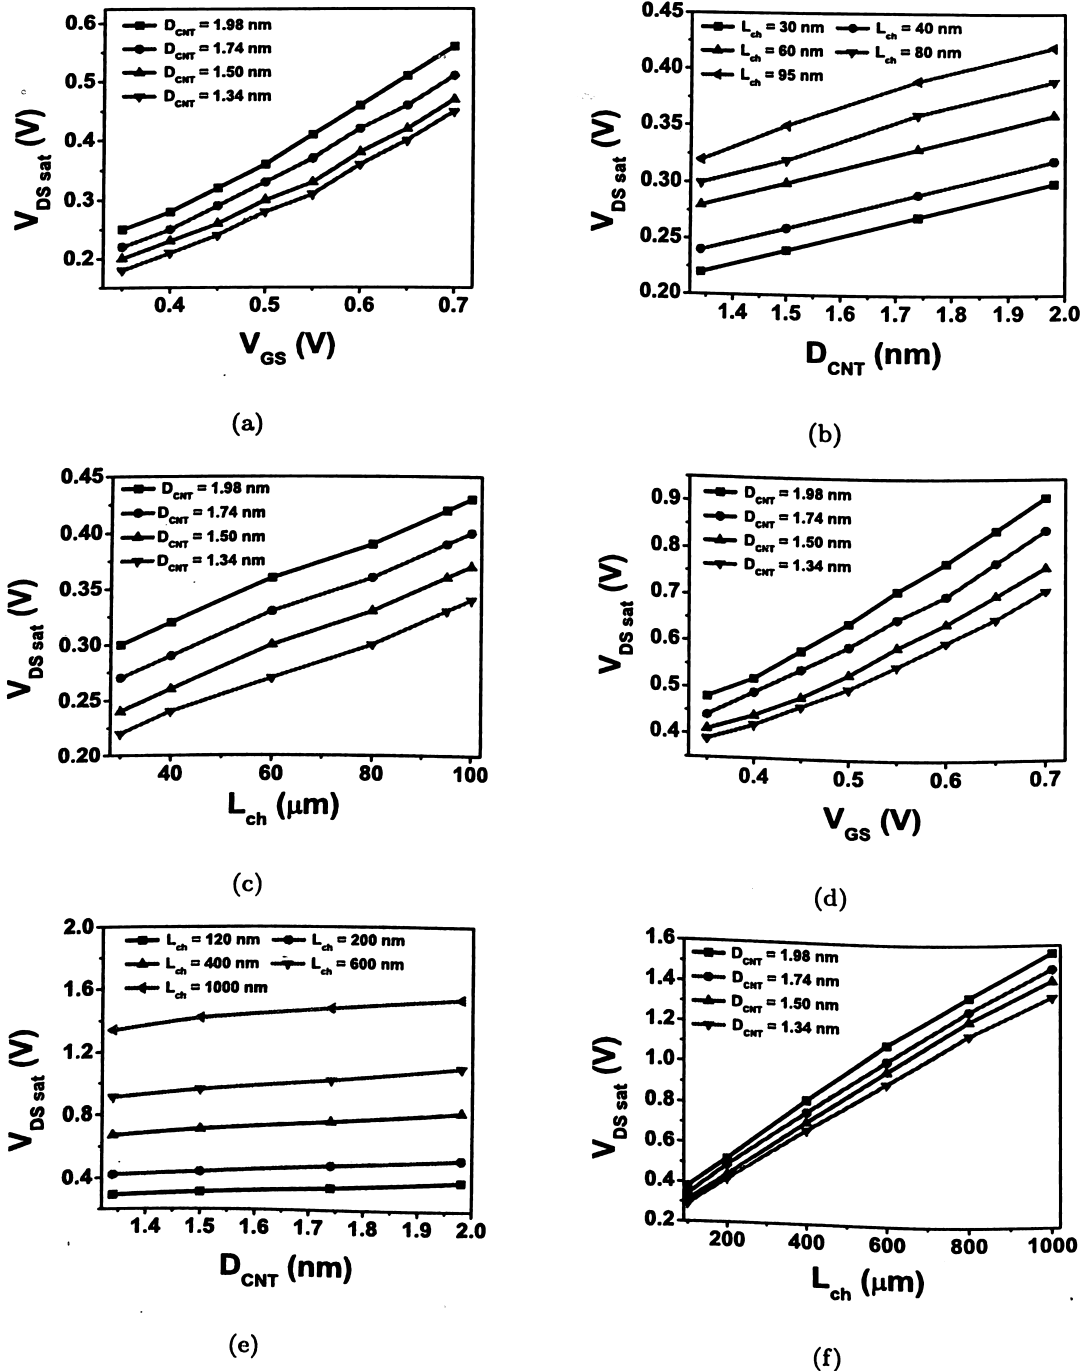 0.6
0.5
0.4
0.3
0.2
V_DS sat (V)
D_CNT = 1.98 nm
D_CNT = 1.74 nm
D_CNT = 1.50 nm
D_CNT = 1.34 nm
0.4 0.5 0.6 0.7
V_GS (V)
(a)
0.45
0.40
0.35
0.30
0.25
0.20
V_DS sat (V)
L_ch = 30 nm L_ch = 40 nm
L_ch = 60 nm L_ch = 80 nm
L_ch = 95 nm
1.4 1.5 1.6 1.7 1.8 1.9 2.0
D_CNT (nm)
(b)
0.45
0.40
0.35
0.30
0.25
0.20
V_DS sat (V)
D_CNT = 1.98 nm
D_CNT = 1.74 nm
D_CNT = 1.50 nm
D_CNT = 1.34 nm
40 60 80 100
L_ch (μm)
(c)
0.9
0.8
0.7
0.6
0.5
0.4
V_DS sat (V)
D_CNT = 1.98 nm
D_CNT = 1.74 nm
D_CNT = 1.50 nm
D_CNT = 1.34 nm
0.4 0.5 0.6 0.7
V_GS (V)
(d)
2.0
1.6
1.2
0.8
0.4
V_DS sat (V)
L_ch = 120 nm L_ch = 200 nm
L_ch = 400 nm L_ch = 600 nm
L_ch = 1000 nm
1.4 1.5 1.6 1.7 1.8 1.9 2.0
D_CNT (nm)
(e)
1.6
1.4
1.2
1.0
0.8
0.6
0.4
0.2
V_DS sat (V)
D_CNT = 1.98 nm
D_CNT = 1.74 nm
D_CNT = 1.50 nm
D_CNT = 1.34 nm
200 400 600 800 1000
L_ch (μm)
(f)